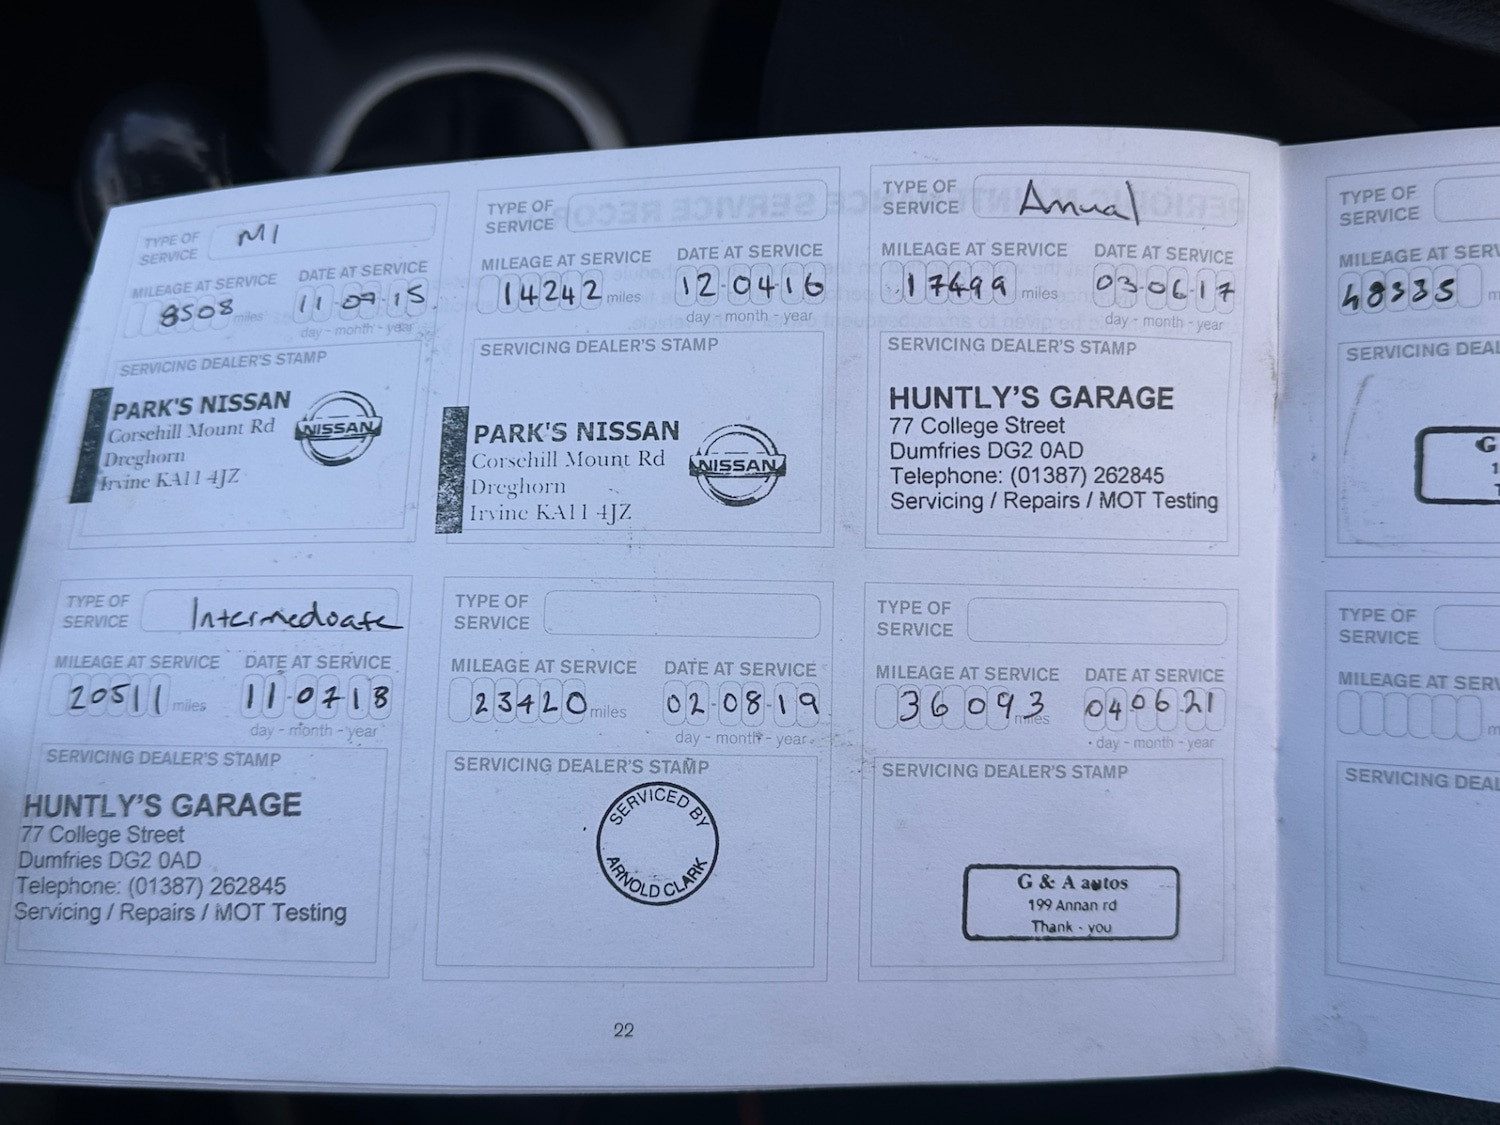 TYPE OF
SERVICE
M1
MILEAGE AT SERVICE
DATE AT SERVICE
8508 miles
11-09-15
day - month - year
SERVICING DEALER'S STAMP
PARK'S NISSAN
Corsehill Mount Rd
Dreghorn
Irvine KA11 4JZ
NISSAN
TYPE OF
SERVICE
MILEAGE AT SERVICE
DATE AT SERVICE
14242 miles
12-04-16
day - month - year
SERVICING DEALER'S STAMP
PARK'S NISSAN
Corsehill Mount Rd
Dreghorn
Irvine KA11 4JZ
NISSAN
TYPE OF
SERVICE
Annual
MILEAGE AT SERVICE
DATE AT SERVICE
17499 miles
03-06-17
day - month - year
SERVICING DEALER'S STAMP
HUNTLY'S GARAGE
77 College Street
Dumfries DG2 0AD
Telephone: (01387) 262845
Servicing / Repairs / MOT Testing
TYPE OF
SERVICE
MILEAGE AT SERV
48335
SERVICING DEAL
G
1
T
TYPE OF
SERVICE
Intermedoate
MILEAGE AT SERVICE
DATE AT SERVICE
20511 miles
11-07-18
day - month - year
SERVICING DEALER'S STAMP
HUNTLY'S GARAGE
77 College Street
Dumfries DG2 0AD
Telephone: (01387) 262845
Servicing / Repairs / MOT Testing
TYPE OF
SERVICE
MILEAGE AT SERVICE
DATE AT SERVICE
23420 miles
02-08-19
day - month - year
SERVICING DEALER'S STAMP
SERVICED BY
ARNOLD CLARK
TYPE OF
SERVICE
MILEAGE AT SERVICE
DATE AT SERVICE
36093 miles
04-06-21
day - month - year
SERVICING DEALER'S STAMP
G & A autos
199 Annan rd
Thank - you
TYPE OF
SERVICE
MILEAGE AT SERV
SERVICING DEAL
22